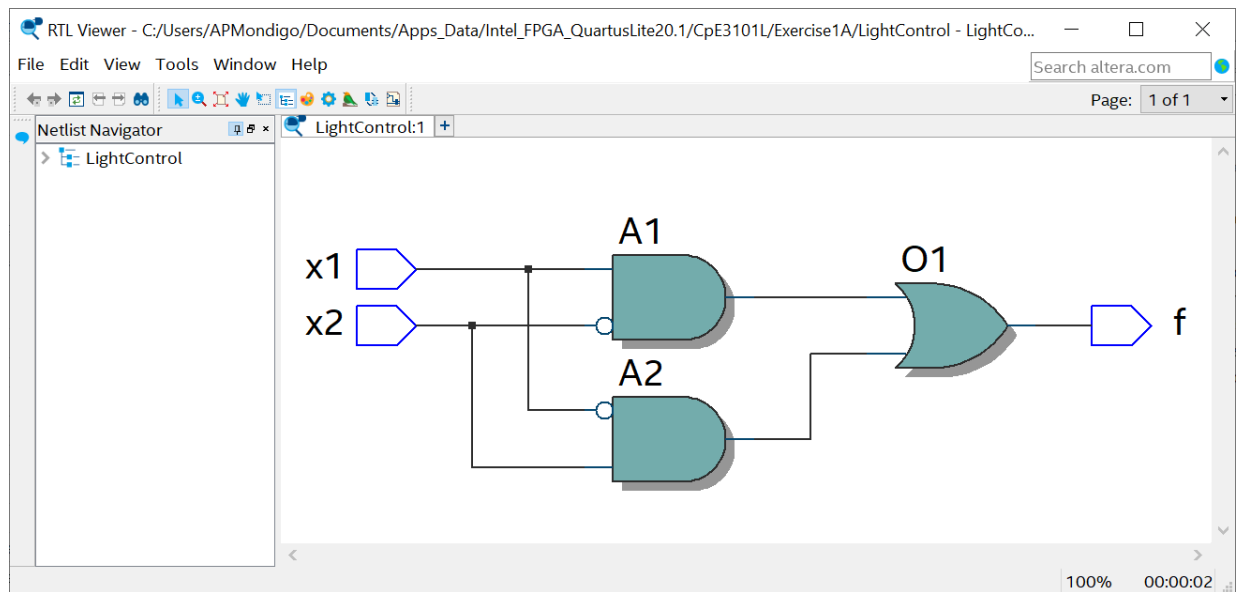 RTL Viewer - C:/Users/APMondigo/Documents/Apps_Data/Intel_FPGA_QuartusLite20.1/CpE3101L/Exercise1A/LightControl - LightCo...
File Edit View Tools Window Help
Search altera.com
Page: 1 of 1
Netlist Navigator
LightControl:1
LightControl
A1
x1
O1
x2
f
A2
100% 00:00:02